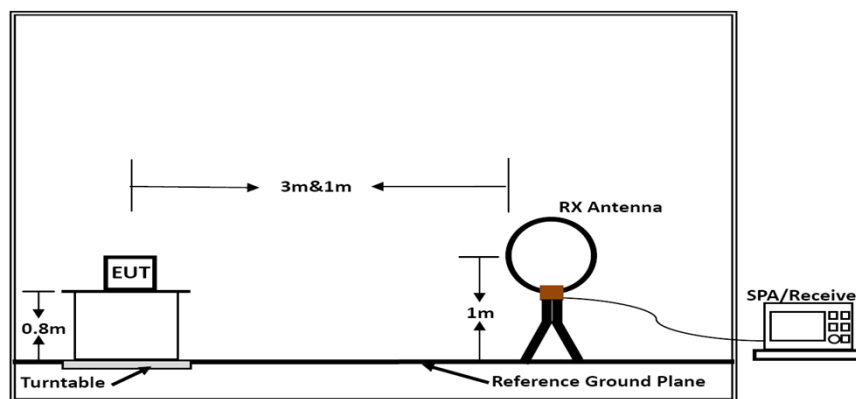 3m&1m
RX Antenna
EUT
1m
0.8m
SPA/Receive
Turntable
Reference Ground Plane